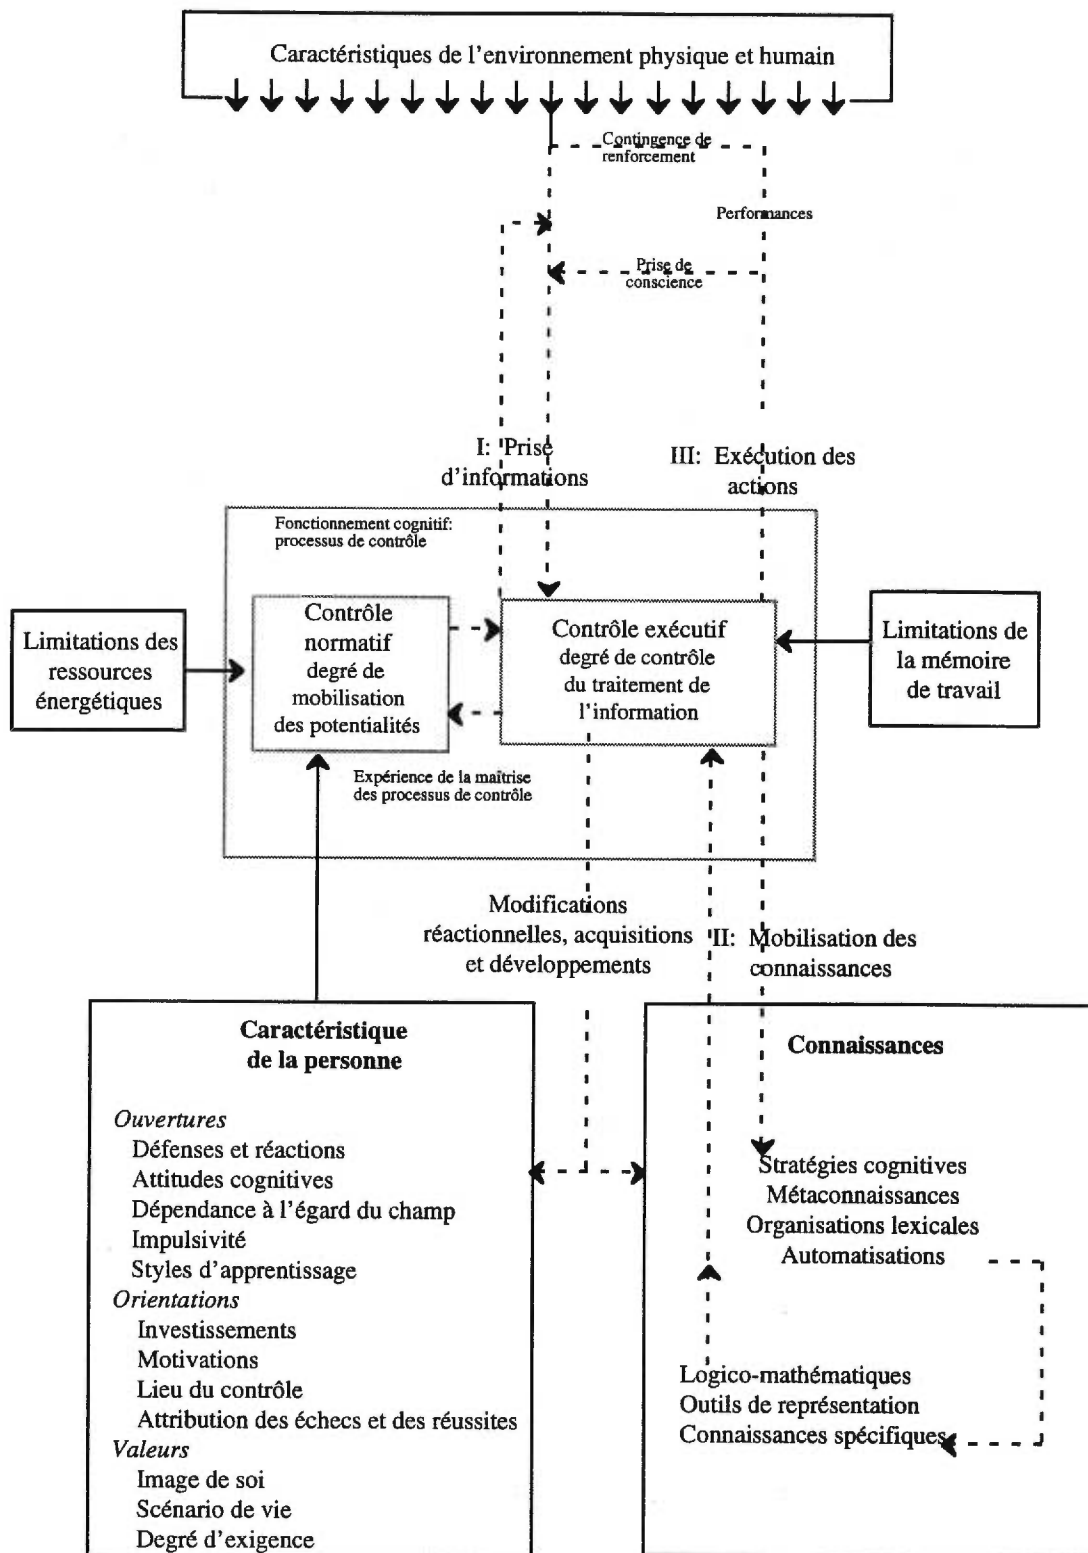 Caractéristiques de l'environnement physique et humain
Contingence de
renforcement
Performances
Prise de
conscience
I: Prise
d'informations
III: Exécution des
actions
Fonctionnement cognitif:
processus de contrôle
Limitations des
ressources
énergétiques
Contrôle
normatif
degré de
mobilisation
des potentialités
Contrôle exécutif
degré de contrôle
du traitement de
l'information
Limitations de
la mémoire
de travail
Expérience de la maîtrise
des processus de contrôle
Modifications
réactionnelles, acquisitions
et développements
II: Mobilisation des
connaissances
Caractéristique
de la personne
Ouvertures
Défenses et réactions
Attitudes cognitives
Dépendance à l'égard du champ
Impulsivité
Styles d'apprentissage
Orientations
Investissements
Motivations
Lieu du contrôle
Attribution des échecs et des réussites
Valeurs
Image de soi
Scénario de vie
Degré d'exigence
Connaissances
Stratégies cognitives
Métaconnaissances
Organisations lexicales
Automatisations
Logico-mathématiques
Outils de représentation
Connaissances spécifiques